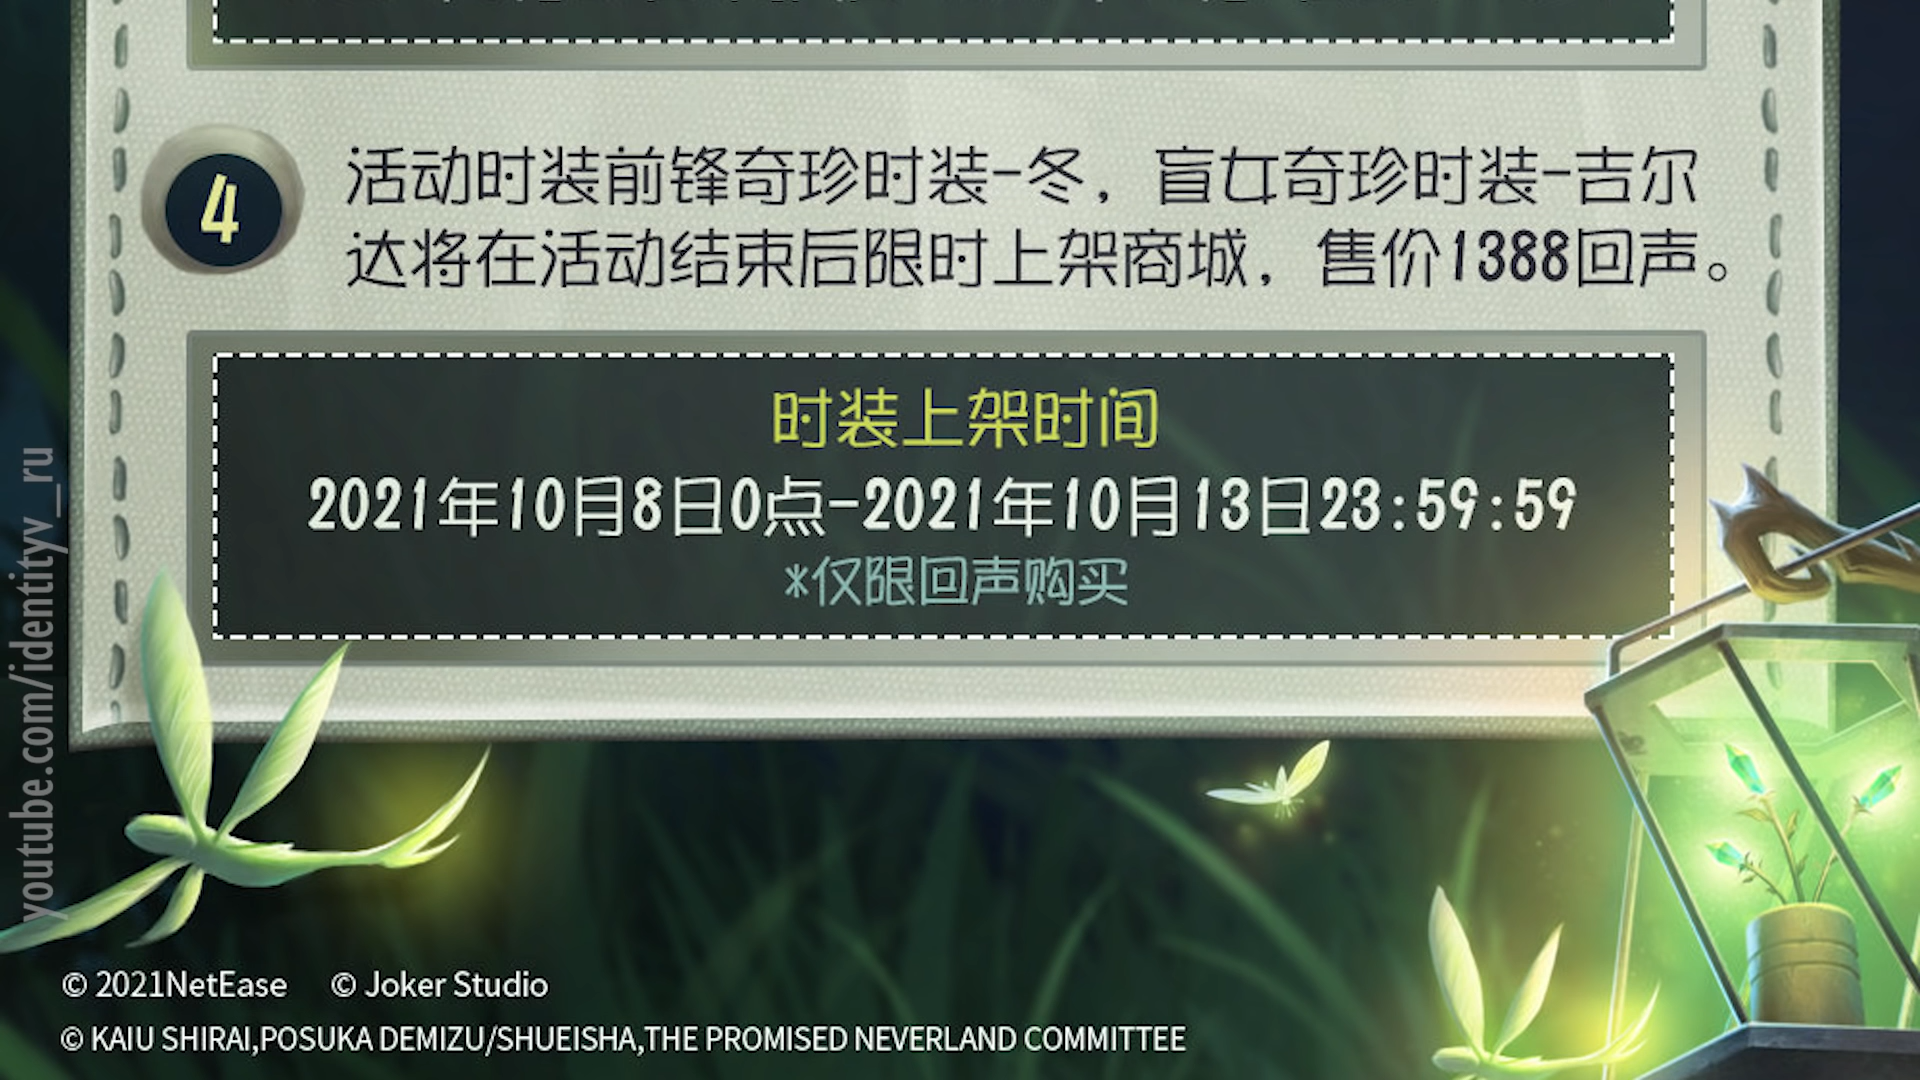 4
活动时装前锋奇珍时装-冬，盲女奇珍时装-吉尔
达将在活动结束后限时上架商城，售价1388回声。
时装上架时间
2021年10月8日0点-2021年10月13日23:59:59
*仅限回声购买
youtube.com/identityv_ru
© 2021NetEase © Joker Studio
© KAIU SHIRAI,POSUKA DEMIZU/SHUEISHA,THE PROMISED NEVERLAND COMMITTEE